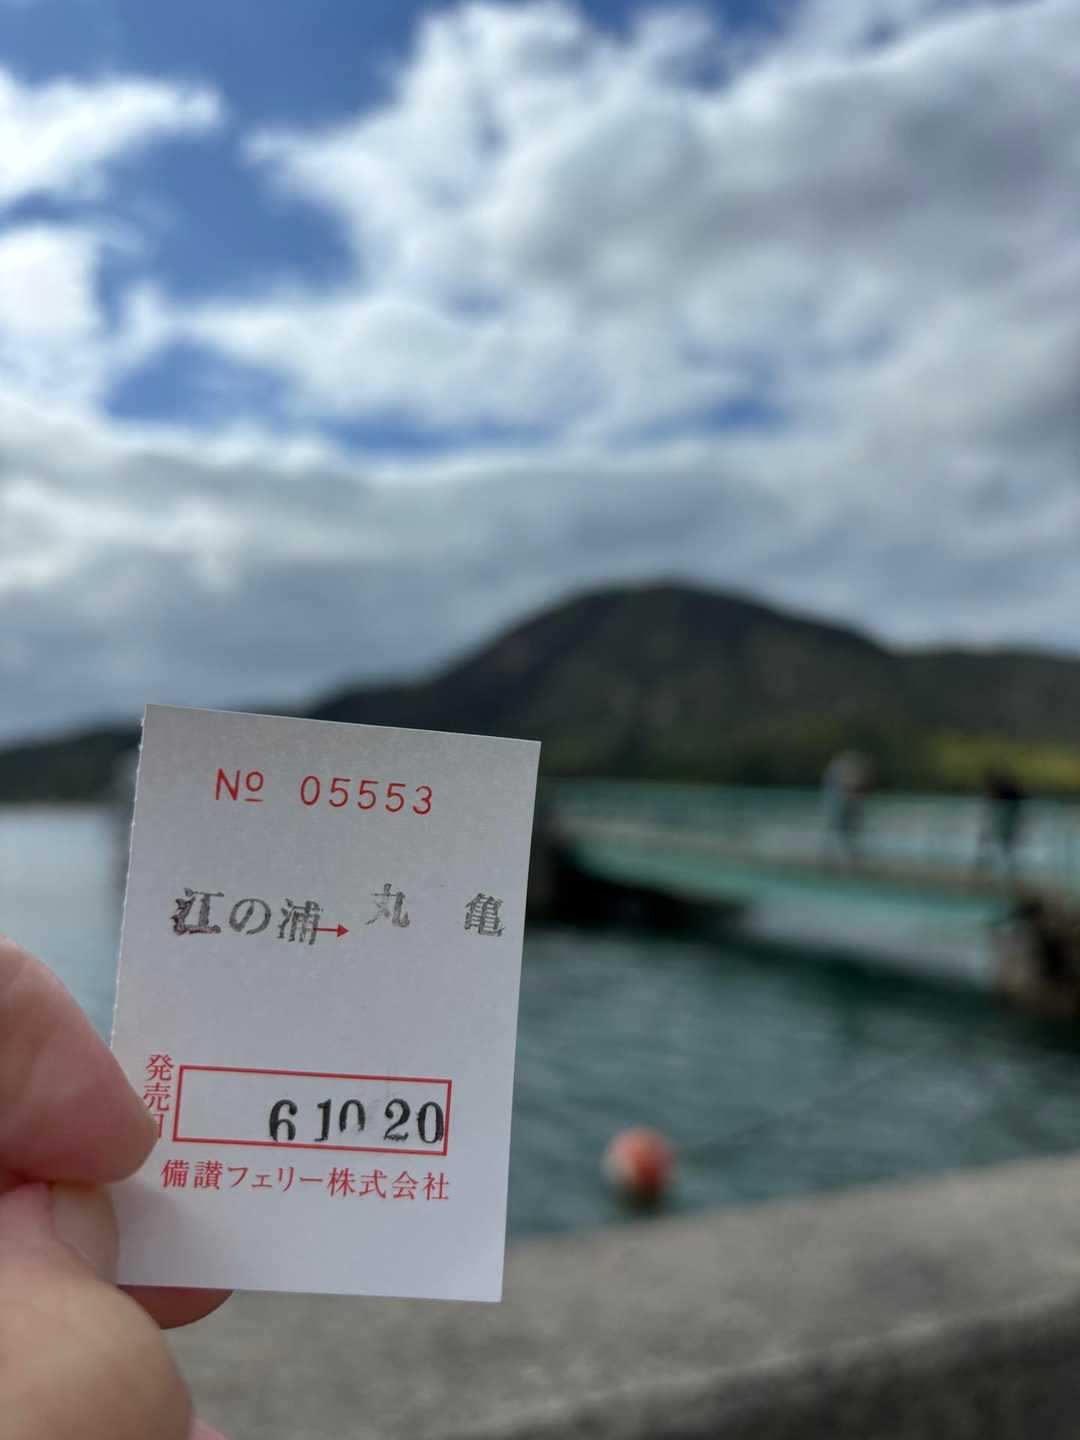 Nº 05553
江の浦→丸 亀
発売日
6 10 20
備讃フェリー株式会社